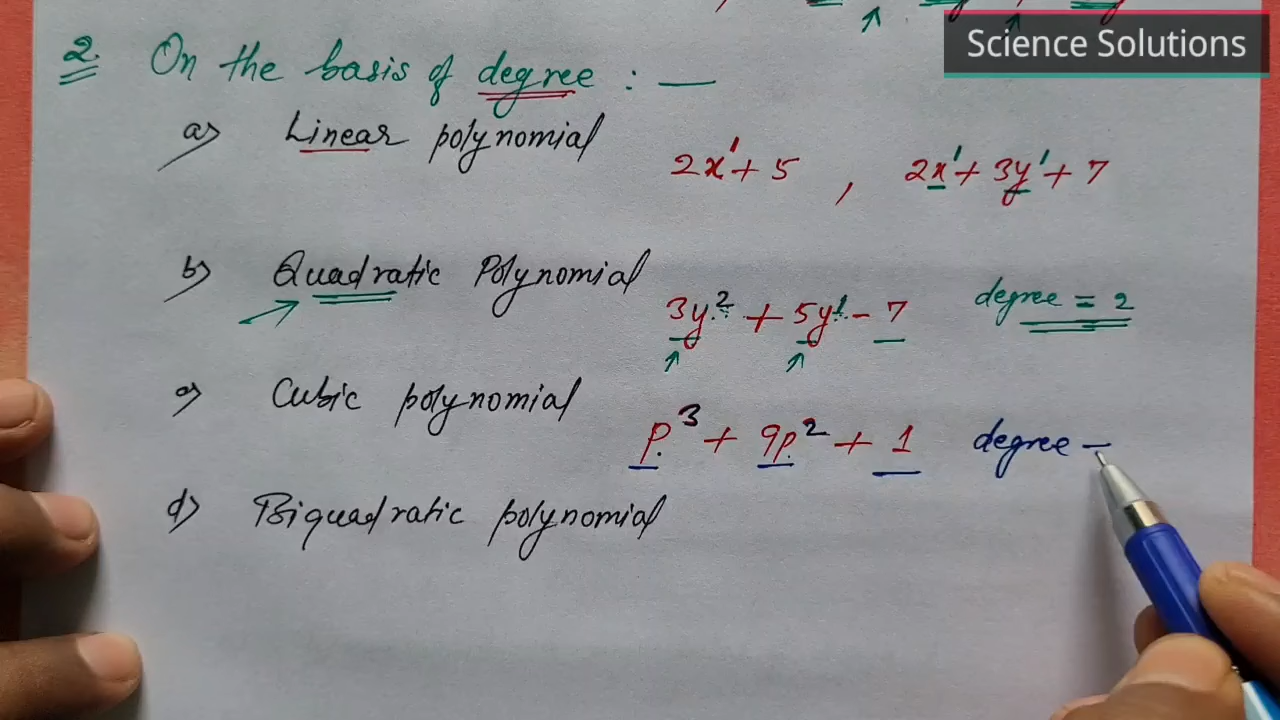 Science Solutions
2. On the basis of degree : —
a) Linear polynomial
2x¹ + 5 , 2x¹ + 3y¹ + 7
b) Quadratic Polynomial
3y² + 5y¹ - 7 degree = 2
c) Cubic polynomial
p³ + 9p² + 1 degree -
d) Biquadratic polynomial